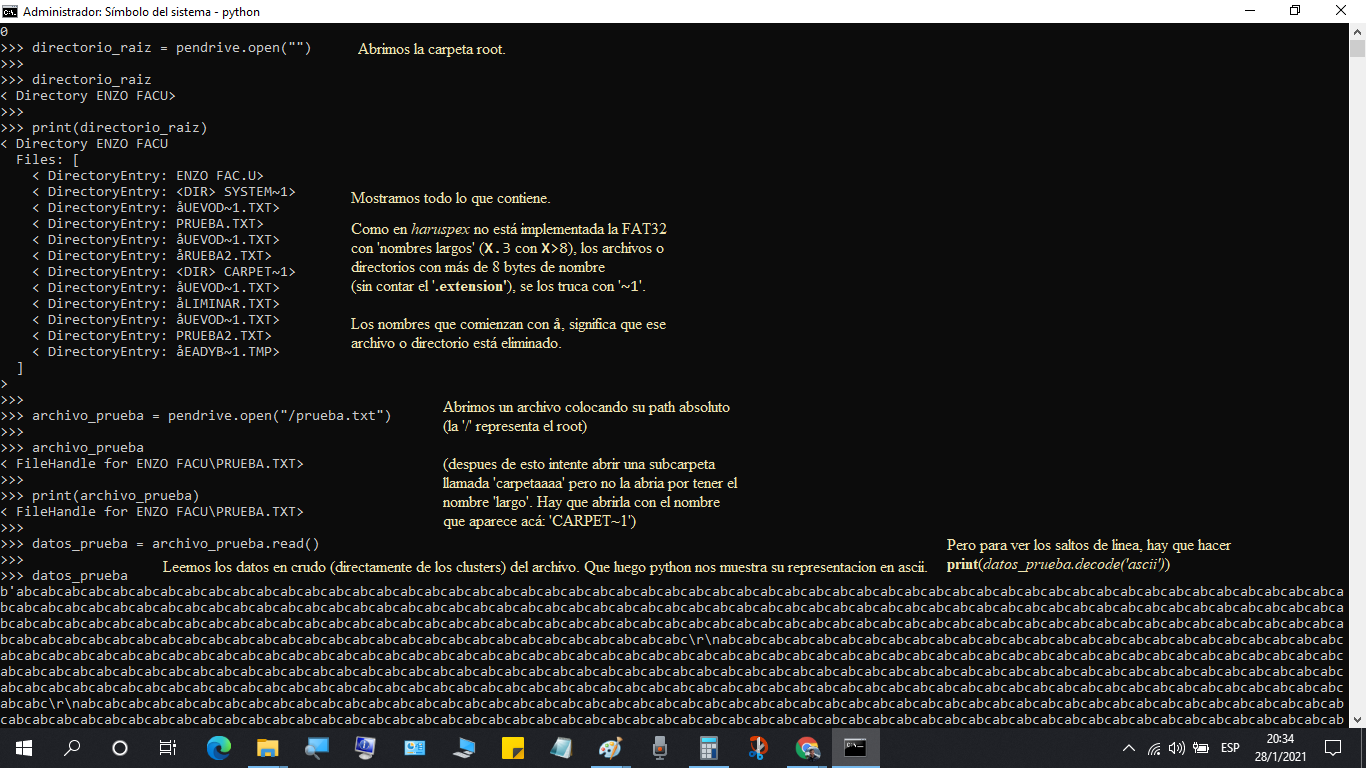 Administrador: Símbolo del sistema - python
0
>>> directorio_raiz = pendrive.open("") Abrimos la carpeta root.
>>>
>>> directorio_raiz
< Directory ENZO FACU>
>>>
>>> print(directorio_raiz)
< Directory ENZO FACU
Files: [
< DirectoryEntry: ENZO FAC.U>
< DirectoryEntry: <DIR> SYSTEM~1>
< DirectoryEntry: åUEVOD~1.TXT>
< DirectoryEntry: PRUEBA.TXT>
< DirectoryEntry: åUEVOD~1.TXT>
< DirectoryEntry: åRUEBA2.TXT>
< DirectoryEntry: <DIR> CARPET~1>
< DirectoryEntry: åUEVOD~1.TXT>
< DirectoryEntry: åLIMINAR.TXT>
< DirectoryEntry: åUEVOD~1.TXT>
< DirectoryEntry: PRUEBA2.TXT>
< DirectoryEntry: åEADYB~1.TMP>
]
>
Mostramos todo lo que contiene.
Como en haruspex no está implementada la FAT32
con 'nombres largos' (X.3 con X>8), los archivos o
directorios con más de 8 bytes de nombre
(sin contar el '.extension'), se los truca con '~1'.
Los nombres que comienzan con å, significa que ese
archivo o directorio está eliminado.
>>>
>>> archivo_prueba = pendrive.open("/prueba.txt")
>>>
>>> archivo_prueba
< FileHandle for ENZO FACU\PRUEBA.TXT>
>>>
>>> print(archivo_prueba)
< FileHandle for ENZO FACU\PRUEBA.TXT>
>>>
Abrimos un archivo colocando su path absoluto
(la '/' representa el root)
(despues de esto intente abrir una subcarpeta
llamada 'carpetaaaa' pero no la abria por tener el
nombre 'largo'. Hay que abrirla con el nombre
que aparece acá: 'CARPET~1')
>>> datos_prueba = archivo_prueba.read()
>>>
>>> datos_prueba
Leemos los datos en crudo (directamente de los clusters) del archivo. Que luego python nos muestra su representacion en ascii.
Pero para ver los saltos de linea, hay que hacer
print(datos_prueba.decode('ascii'))
b'abcabcabcabcabcabcabcabcabcabcabcabcabcabcabcabcabcabcabcabcabcabcabcabcabcabcabcabcabcabcabcabcabcabcabcabcabcabcabcabcabcabcabcabcabcabcabcabcabcabcabcabcabcabcabca
bcabcabcabcabcabcabcabcabcabcabcabcabcabcabcabcabcabcabcabcabcabcabcabcabcabcabcabcabcabcabcabcabcabcabcabcabcabcabcabcabcabcabcabcabcabcabcabcabcabcabcabcabcabcabcabca
bcabcabcabcabcabcabcabcabcabcabcabcabcabcabcabcabcabcabcabcabcabcabcabcabcabcabcabcabcabcabcabcabcabcabcabcabcabcabcabcabcabcabcabcabcabcabcabcabcabcabcabcabcabcabcabca
bcabcabcabcabcabcabcabcabcabcabcabcabcabcabcabcabcabcabcabcabcabcabcabcabcabcabcabcabc\r\nabcabcabcabcabcabcabcabcabcabcabcabcabcabcabcabcabcabcabcabcabcabcabcabcabcabc
abcabcabcabcabcabcabcabcabcabcabcabcabcabcabcabcabcabcabcabcabcabcabcabcabcabcabcabcabcabcabcabcabcabcabcabcabcabcabcabcabcabcabcabcabcabcabcabcabcabcabcabcabcabcabcabc
abcabcabcabcabcabcabcabcabcabcabcabcabcabcabcabcabcabcabcabcabcabcabcabcabcabcabcabcabcabcabcabcabcabcabcabcabcabcabcabcabcabcabcabcabcabcabcabcabcabcabcabcabcabcabcabc
abcabcabcabcabcabcabcabcabcabcabcabcabcabcabcabcabcabcabcabcabcabcabcabcabcabcabcabcabcabcabcabcabcabcabcabcabcabcabcabcabcabcabcabcabcabcabcabcabcabcabcabcabcabcabcabc
abcabc\r\nabcabcabcabcabcabcabcabcabcabcabcabcabcabcabcabcabcabcabcabcabcabcabcabcabcabcabcabcabcabcabcabcabcabcabcabcabcabcabcabcabcabcabcabcabcabcabcabcabcabcabcabcab
cabcabcabcabcabcabcabcabcabcabcabcabcabcabcabcabcabcabcabcabcabcabcabcabcabcabcabcabcabcabcabcabcabcabcabcabcabcabcabcabcabcabcabcabcabcabcabcabcabcabcabcabcabcabcabcab
ESP
20:34
28/1/2021